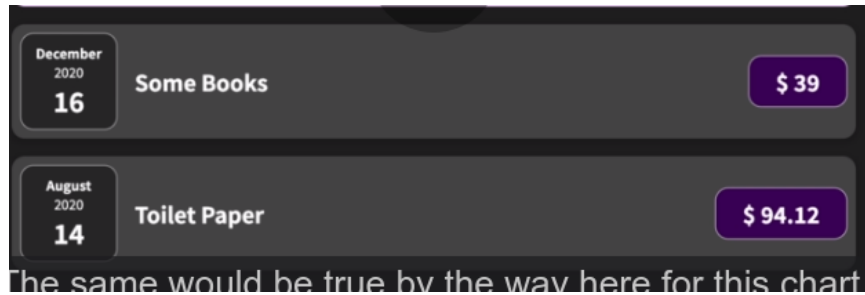 December
2020
16
Some Books
$ 39
August
2020
14
Toilet Paper
$ 94.12
The same would be true by the way here for this chart